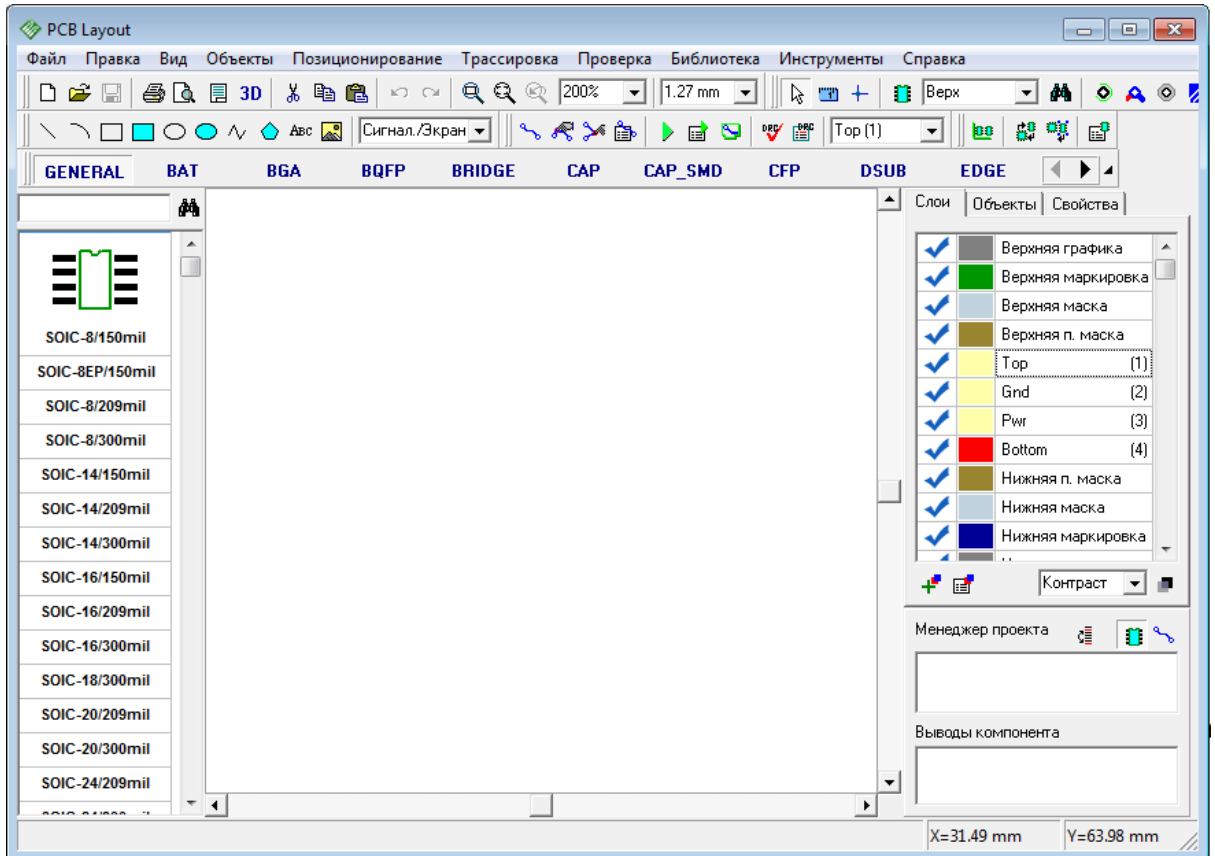 PCB Layout
Файл Правка Вид Объекты Позиционирование Трассировка Проверка Библиотека Инструменты Справка
3D 200% 1.27 mm Верх
ABC Сигнал./Экран DRC DRC Top (1)
GENERAL BAT BGA BQFP BRIDGE CAP CAP_SMD CFP DSUB EDGE
SOIC-8/150mil
SOIC-8EP/150mil
SOIC-8/209mil
SOIC-8/300mil
SOIC-14/150mil
SOIC-14/209mil
SOIC-14/300mil
SOIC-16/150mil
SOIC-16/209mil
SOIC-16/300mil
SOIC-18/300mil
SOIC-20/209mil
SOIC-20/300mil
SOIC-24/209mil
Слои Объекты Свойства
Верхняя графика
Верхняя маркировка
Верхняя маска
Верхняя п. маска
Top (1)
Gnd (2)
Pwr (3)
Bottom (4)
Нижняя п. маска
Нижняя маска
Нижняя маркировка
Контраст
Менеджер проекта
Выводы компонента
X=31.49 mm Y=63.98 mm